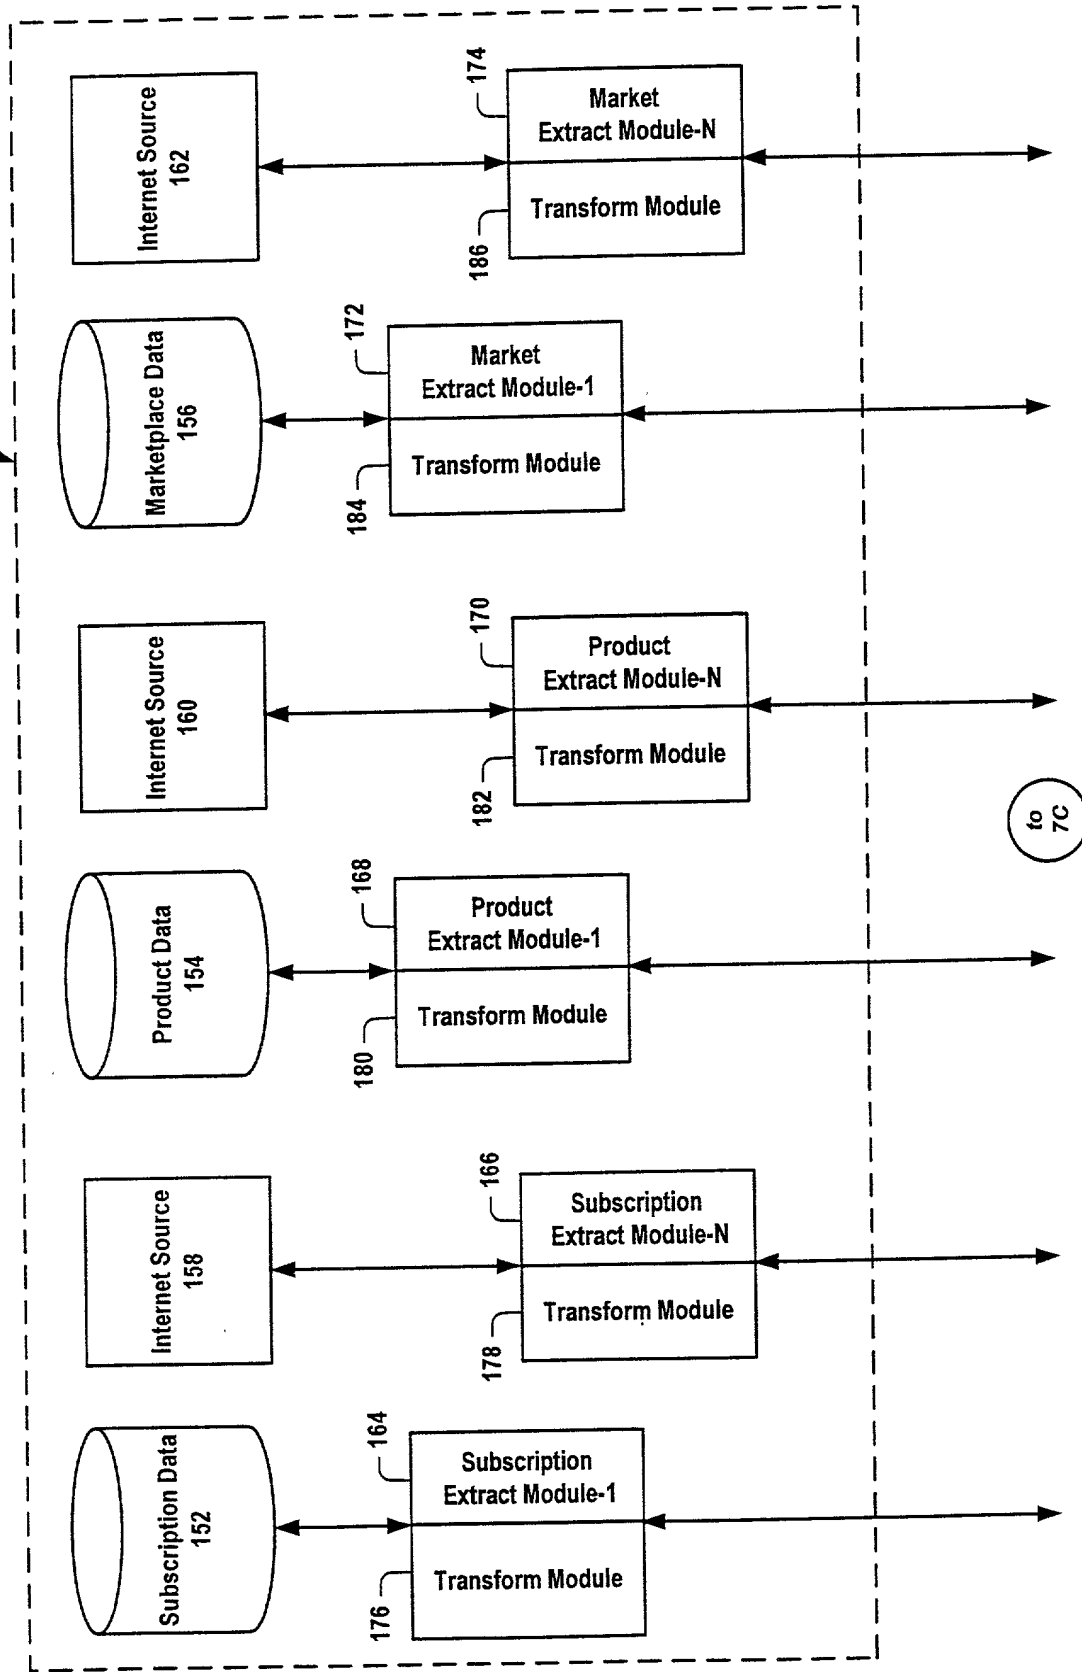 Internet Source
162
174
Market
Extract Module-N
Transform Module
186
Marketplace Data
156
172
Market
Extract Module-1
Transform Module
184
Internet Source
160
170
Product
Extract Module-N
Transform Module
182
Product Data
154
168
Product
Extract Module-1
Transform Module
180
Internet Source
158
166
Subscription
Extract Module-N
Transform Module
178
Subscription Data
152
164
Subscription
Extract Module-1
Transform Module
176
to
7C